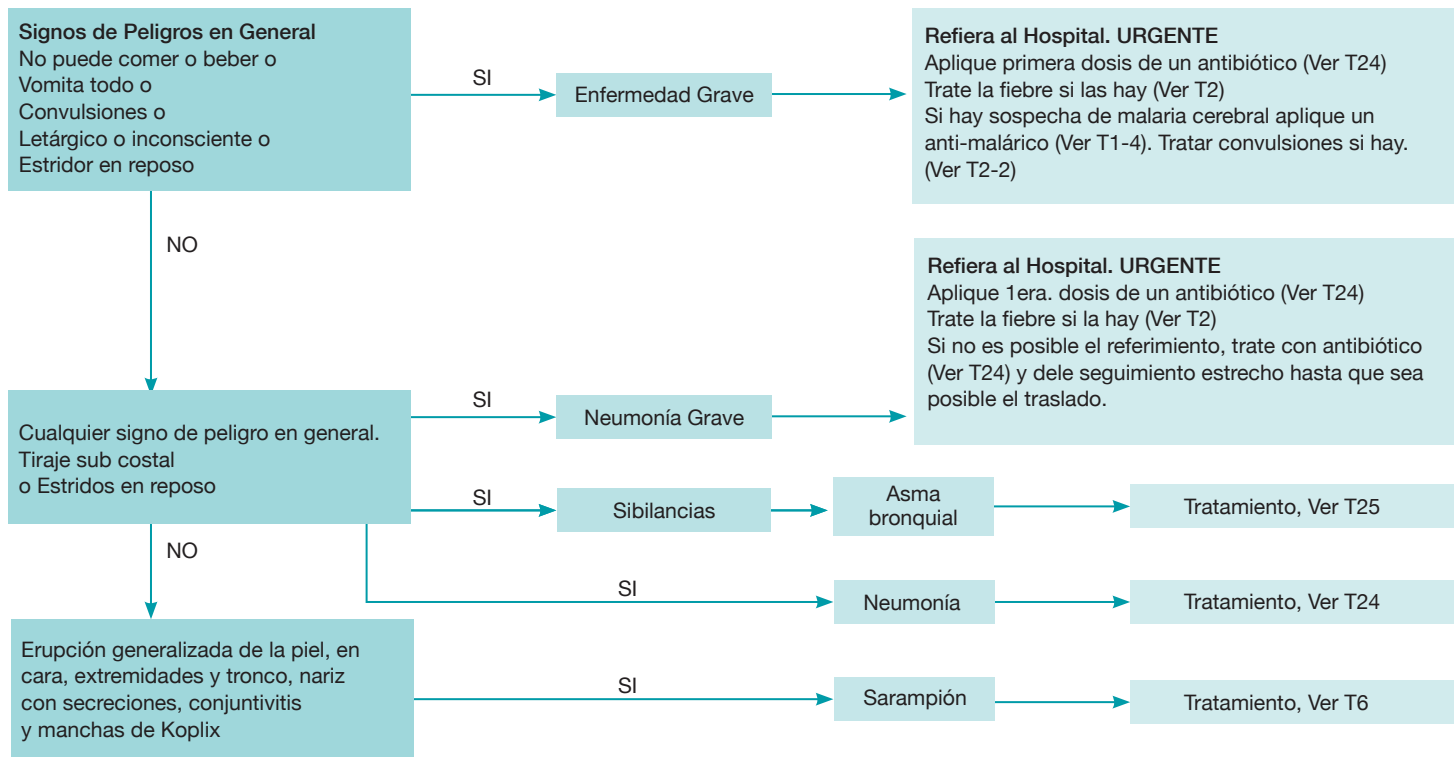 Signos de Peligros en General
No puede comer o beber o
Vomita todo o
Convulsiones o
Letárgico o inconsciente o
Estridor en reposo
SI
Enfermedad Grave
Refiera al Hospital. URGENTE
Aplique primera dosis de un antibiótico (Ver T24)
Trate la fiebre si las hay (Ver T2)
Si hay sospecha de malaria cerebral aplique un
anti-malárico (Ver T1-4). Tratar convulsiones si hay.
(Ver T2-2)
NO
Cualquier signo de peligro en general.
Tiraje sub costal
o Estridos en reposo
SI
Neumonía Grave
Refiera al Hospital. URGENTE
Aplique 1era. dosis de un antibiótico (Ver T24)
Trate la fiebre si la hay (Ver T2)
Si no es posible el referimiento, trate con antibiótico
(Ver T24) y dele seguimiento estrecho hasta que sea
posible el traslado.
SI
Sibilancias
Asma
bronquial
Tratamiento, Ver T25
SI
Neumonía
Tratamiento, Ver T24
NO
Erupción generalizada de la piel, en
cara, extremidades y tronco, nariz
con secreciones, conjuntivitis
y manchas de Koplix
SI
Sarampión
Tratamiento, Ver T6